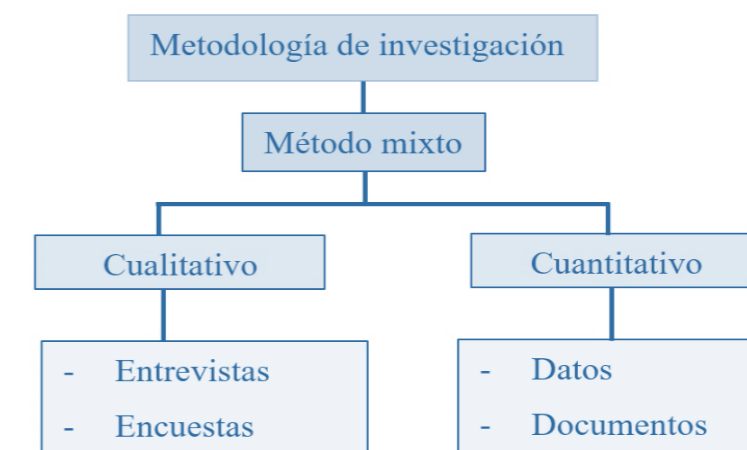 Metodología de investigación
Método mixto
Cualitativo
Cuantitativo
- Entrevistas
- Encuestas
- Datos
- Documentos